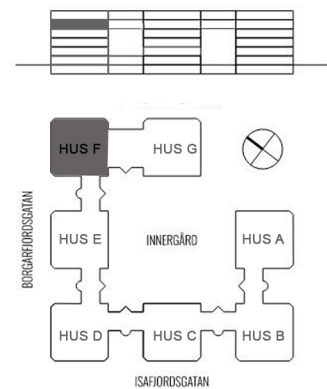 HUS F
HUS G
BORGARFJORDSGATAN
HUS E
INNERGÅRD
HUS A
HUS D
HUS C
HUS B
ISAFJORDSGATAN